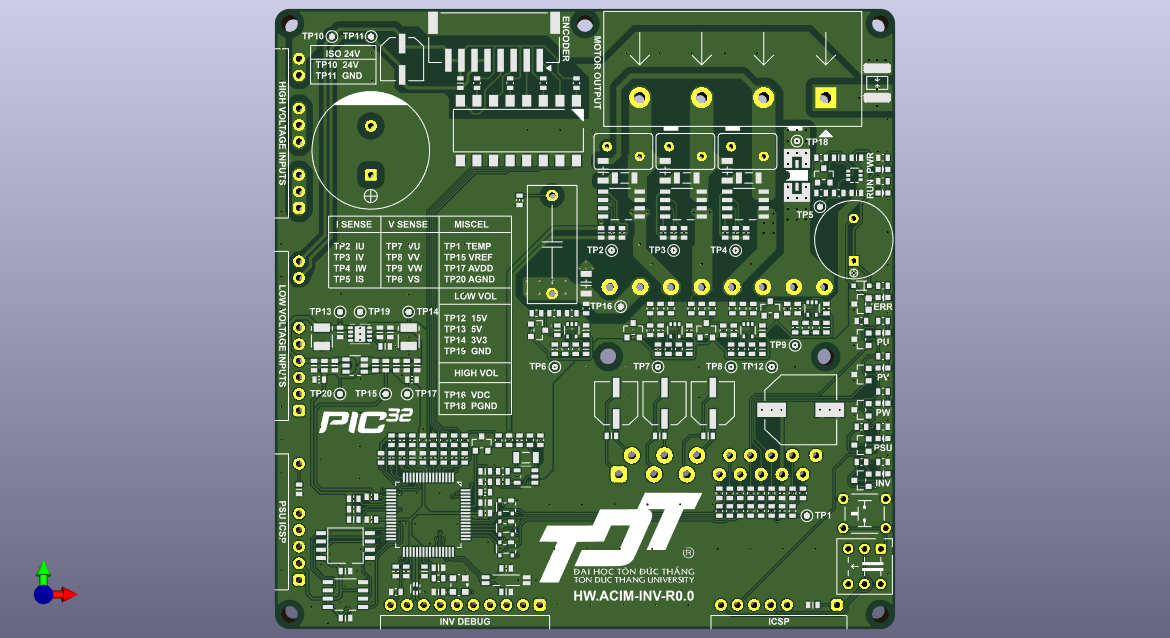 TP10 TP11
ISO 24V
TP10 24V
TP11 GND
ENCODER
MOTOR OUTPUT
HIGH VOLTAGE INPUTS
TP18
RUN PWR
TP5
I SENSE V SENSE MISCEL
TP2 IU TP7 VU TP1 TEMP
TP3 IV TP8 VV TP15 VREF
TP4 IW TP9 VW TP17 AVDD
TP5 IS TP6 VS TP20 AGND
LOW VOL
TP12 15V
TP13 5V
TP14 3V3
TP19 GND
HIGH VOL
TP16 VDC
TP18 PGND
TP2 TP3 TP4
TP16
LOW VOLTAGE INPUTS
TP13 TP19 TP14
ERR
PU
TP9
TP6 TP7 TP8 TP12
PV
TP20 TP15 TP17
PIC32
PW
PSU
INV
PSU ICSP
TP1
TDT
®
ĐẠI HỌC TÔN ĐỨC THẮNG
TON DUC THANG UNIVERSITY
HW.ACIM-INV-R0.0
INV DEBUG
ICSP